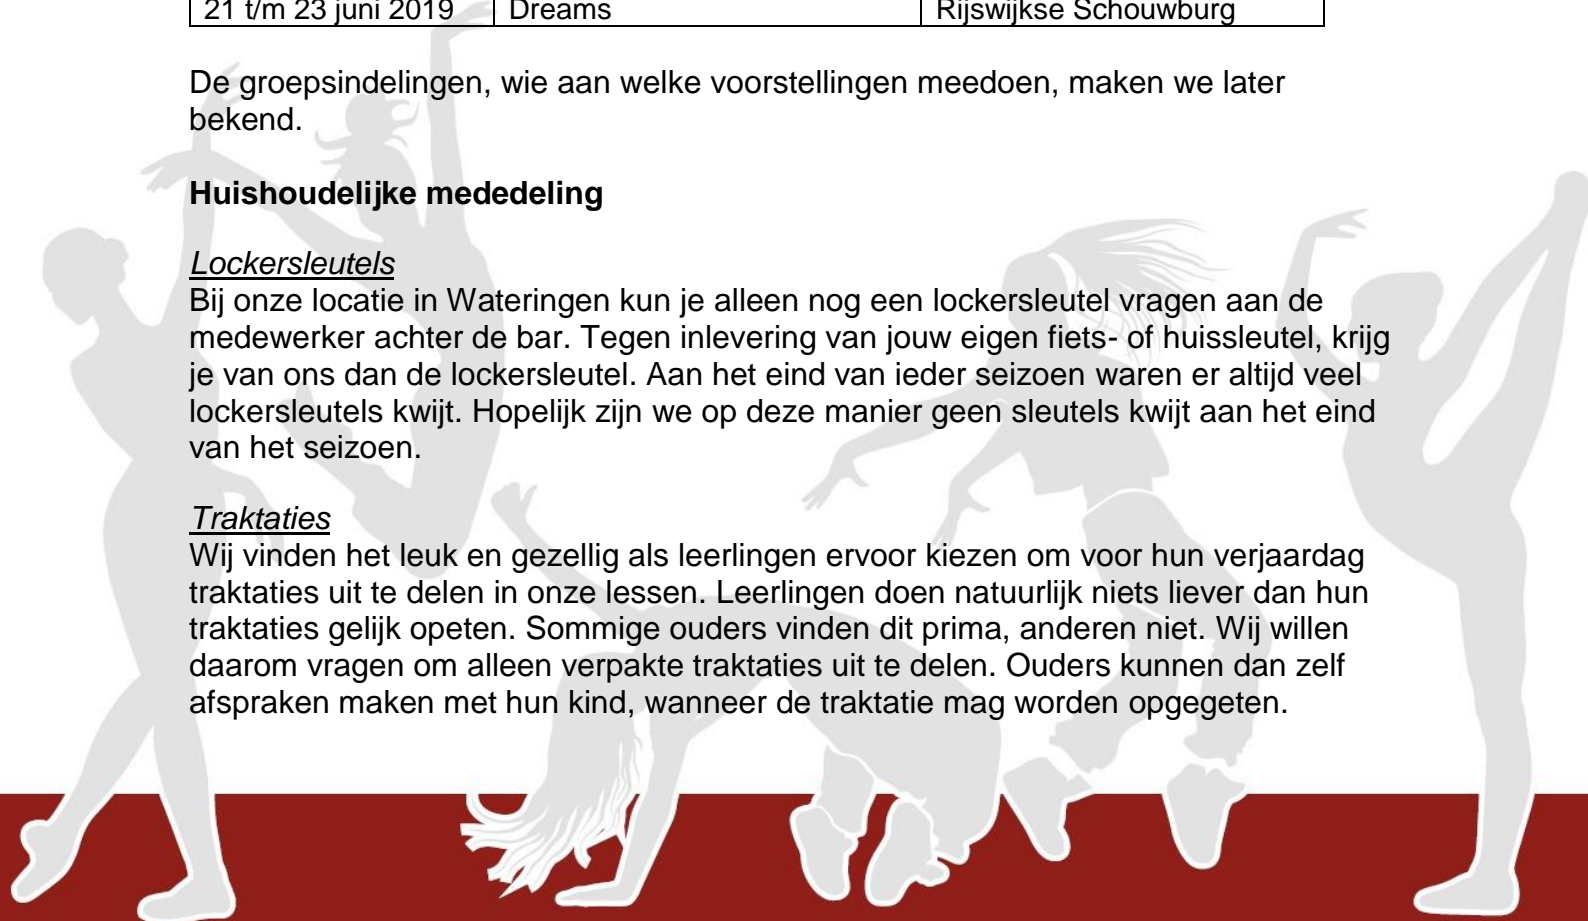 21 t/m 23 juni 2019 Dreams Rijswijkse Schouwburg
De groepsindelingen, wie aan welke voorstellingen meedoen, maken we later
bekend.
Huishoudelijke mededeling
Lockersleutels
Bij onze locatie in Wateringen kun je alleen nog een lockersleutel vragen aan de
medewerker achter de bar. Tegen inlevering van jouw eigen fiets- of huissleutel, krijg
je van ons dan de lockersleutel. Aan het eind van ieder seizoen waren er altijd veel
lockersleutels kwijt. Hopelijk zijn we op deze manier geen sleutels kwijt aan het eind
van het seizoen.
Traktaties
Wij vinden het leuk en gezellig als leerlingen ervoor kiezen om voor hun verjaardag
traktaties uit te delen in onze lessen. Leerlingen doen natuurlijk niets liever dan hun
traktaties gelijk opeten. Sommige ouders vinden dit prima, anderen niet. Wij willen
daarom vragen om alleen verpakte traktaties uit te delen. Ouders kunnen dan zelf
afspraken maken met hun kind, wanneer de traktatie mag worden opgegeten.